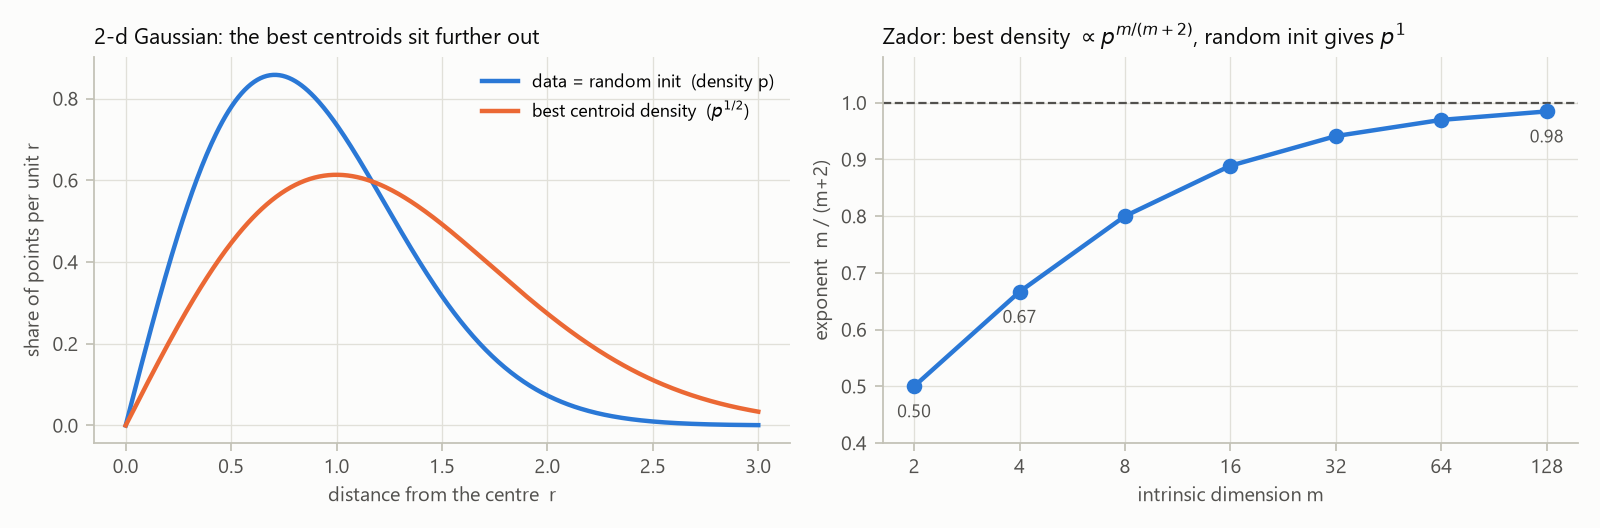 2-d Gaussian: the best centroids sit further out
data = random init (density p)
best centroid density (p^{1/2})
share of points per unit r
0.8
0.6
0.4
0.2
0.0
0.0 0.5 1.0 1.5 2.0 2.5 3.0
distance from the centre r
Zador: best density ∝ p^{m/(m + 2)}, random init gives p^1
exponent m / (m+2)
1.0
0.9
0.8
0.7
0.6
0.5
0.4
0.98
0.67
0.50
2 4 8 16 32 64 128
intrinsic dimension m